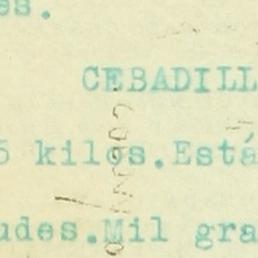 es.
CEBADILL
5 kilos.Está
udes.Mil gra